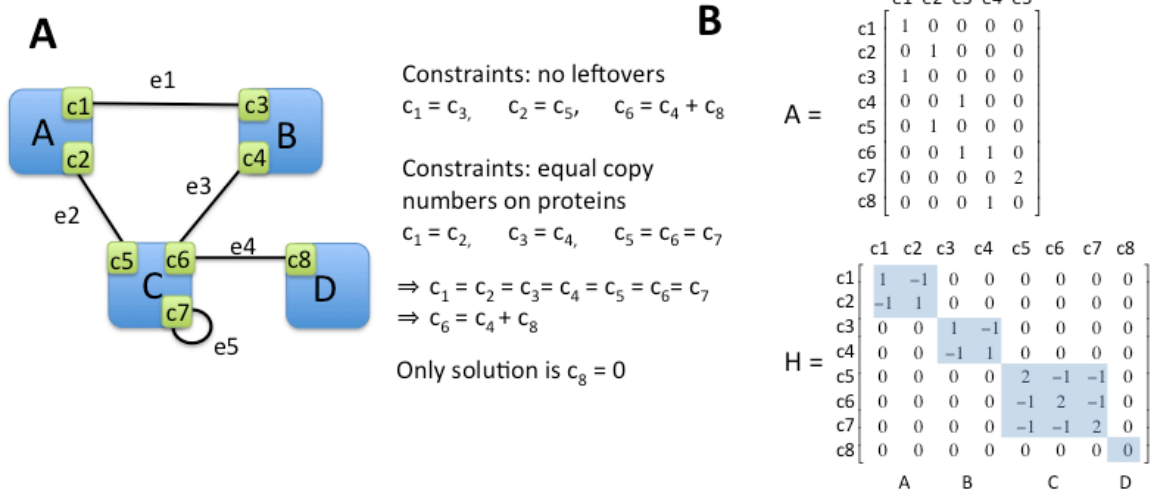 A
e1
c1
c3
A
B
c2
c4
e3
e2
e4
c5
c6
c8
C
D
c7
e5
Constraints: no leftovers
c₁ = c₃, c₂ = c₅, c₆ = c₄ + c₈
Constraints: equal copy
numbers on proteins
c₁ = c₂, c₃ = c₄, c₅ = c₆ = c₇
⇒ c₁ = c₂ = c₃= c₄ = c₅ = c₆= c₇
⇒ c₆ = c₄ + c₈
Only solution is c₈ = 0
B
c1 c2 c3 c4 c5
A =
c1 1 0 0 0 0
c2 0 1 0 0 0
c3 1 0 0 0 0
c4 0 0 1 0 0
c5 0 1 0 0 0
c6 0 0 1 1 0
c7 0 0 0 0 2
c8 0 0 0 1 0
c1 c2 c3 c4 c5 c6 c7 c8
H =
c1 1 −1 0 0 0 0 0 0
c2 −1 1 0 0 0 0 0 0
c3 0 0 1 −1 0 0 0 0
c4 0 0 −1 1 0 0 0 0
c5 0 0 0 0 2 −1 −1 0
c6 0 0 0 0 −1 2 −1 0
c7 0 0 0 0 −1 −1 2 0
c8 0 0 0 0 0 0 0 0
A B C D